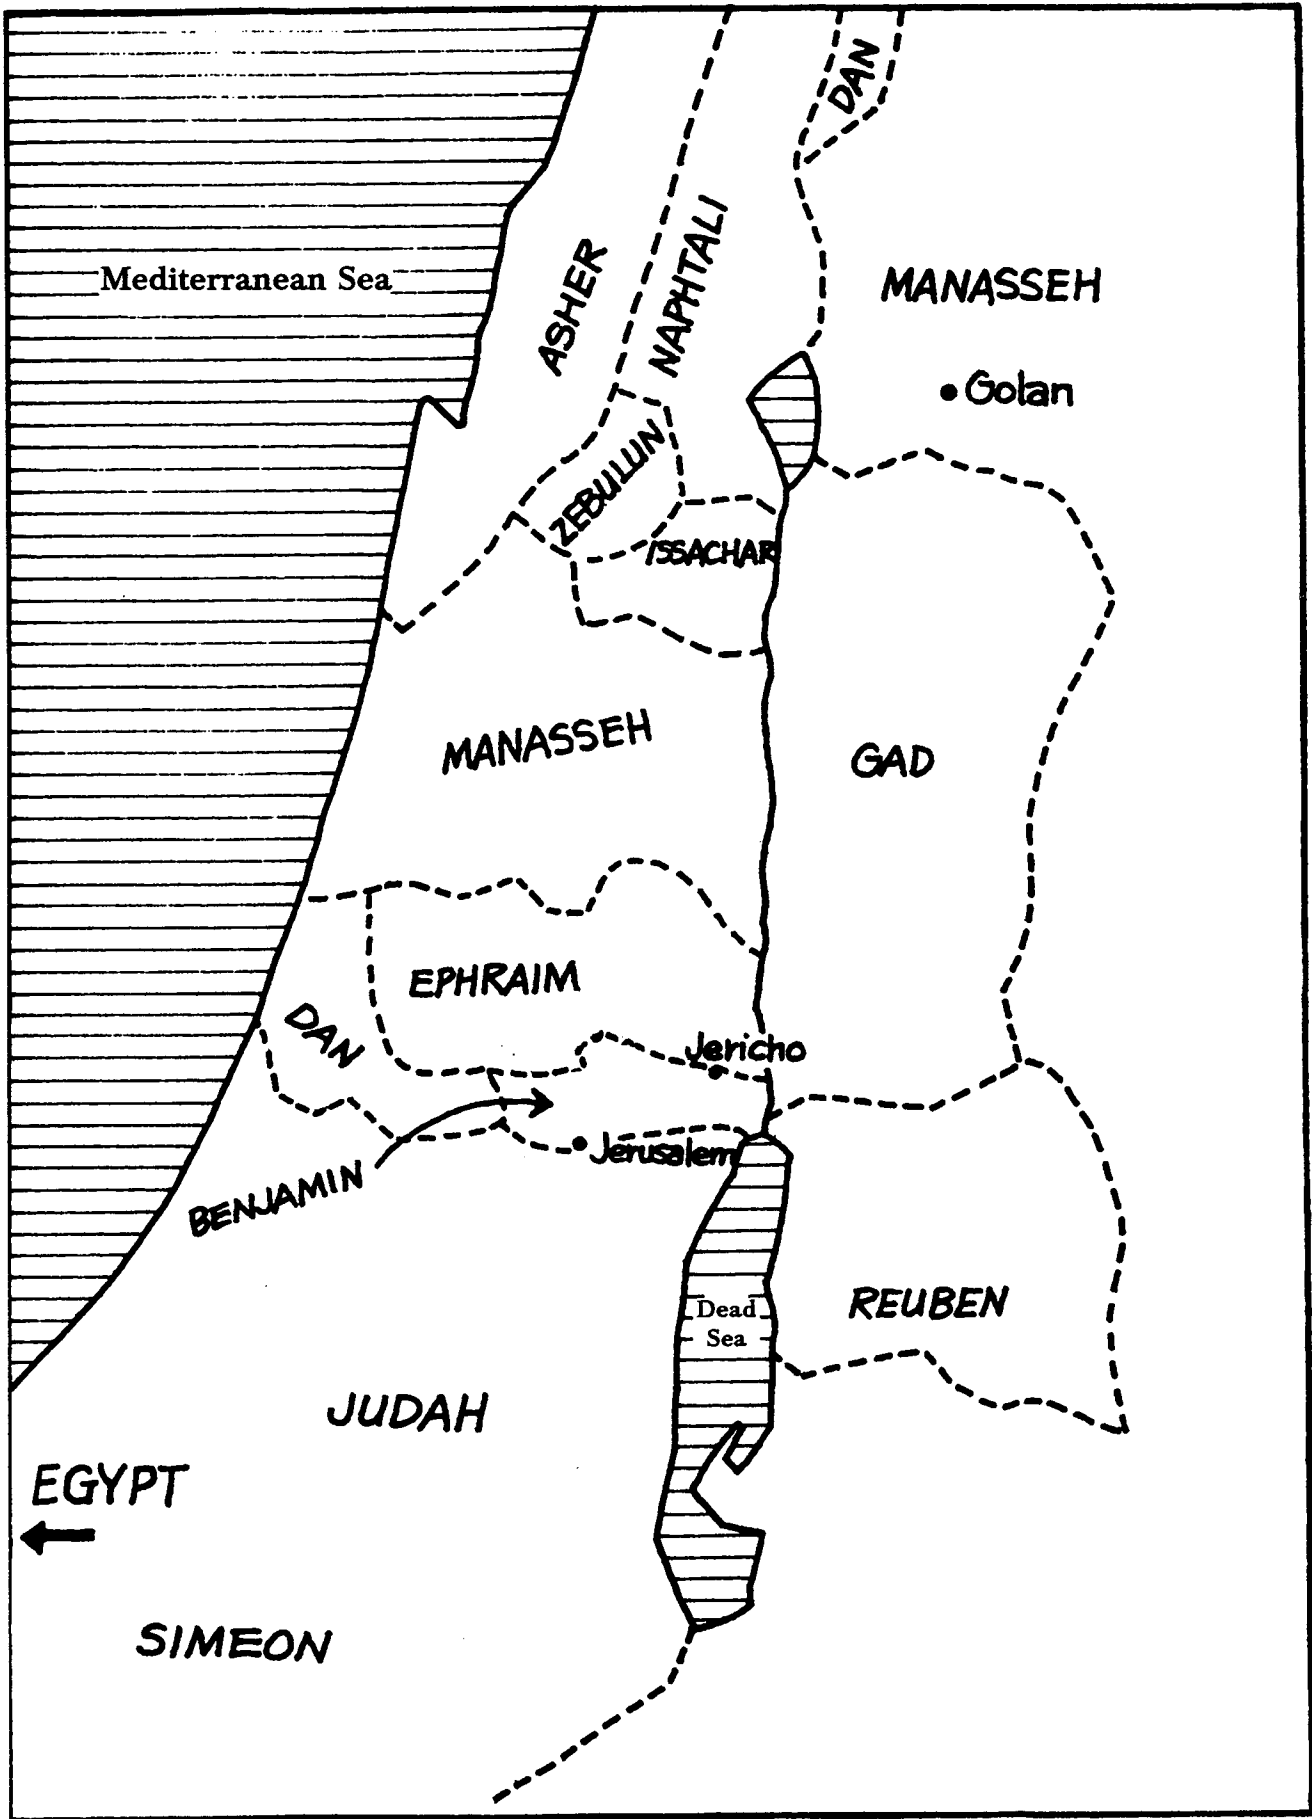 DAN
Mediterranean Sea
ASHER
NAPHTALI
MANASSEH
Golan
ZEBULUN
ISSACHAR
MANASSEH
GAD
EPHRAIM
DAN
Jericho
Jerusalem
BENJAMIN
Dead
Sea
REUBEN
JUDAH
EGYPT
SIMEON